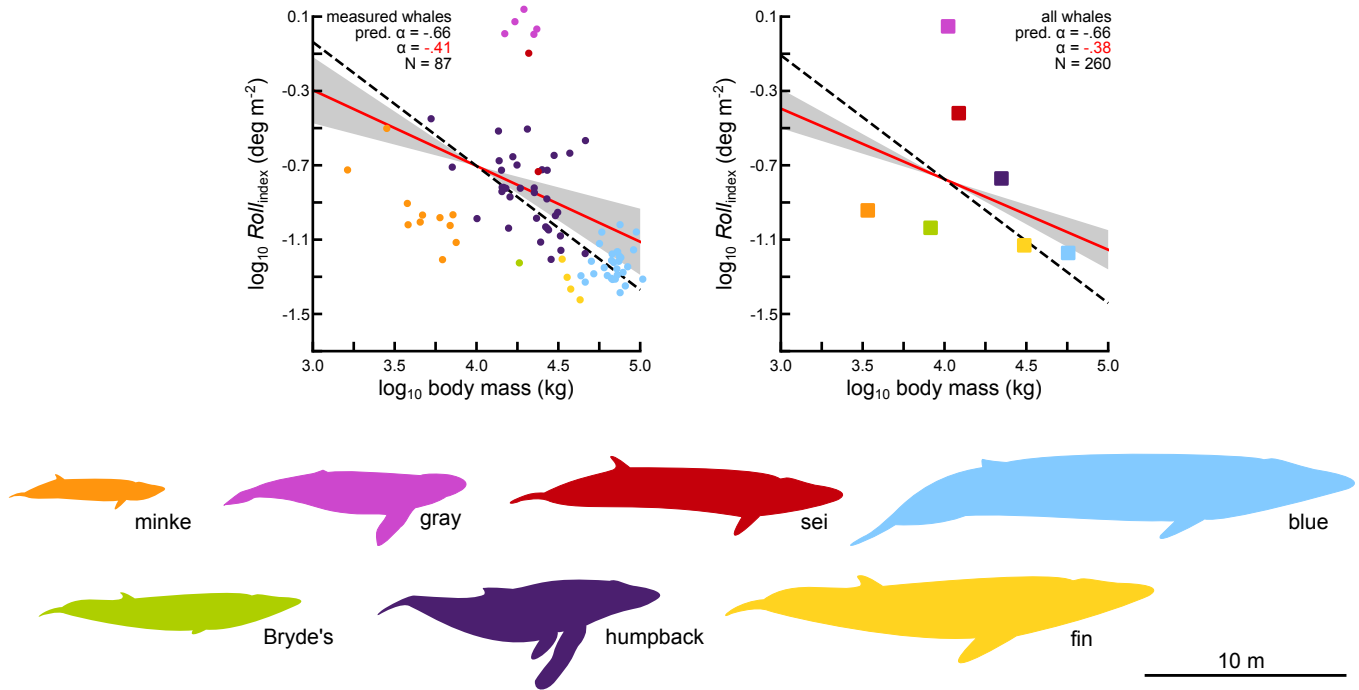 measured whales
pred. α = -.66
α = -.41
N = 87
log10 Rollindex (deg m-2)
0.1
-0.3
-0.7
-1.1
-1.5
3.0 3.5 4.0 4.5 5.0
log10 body mass (kg)
all whales
pred. α = -.66
α = -.38
N = 260
log10 Rollindex (deg m-2)
0.1
-0.3
-0.7
-1.1
-1.5
3.0 3.5 4.0 4.5 5.0
log10 body mass (kg)
minke
gray
sei
blue
Bryde's
humpback
fin
10 m